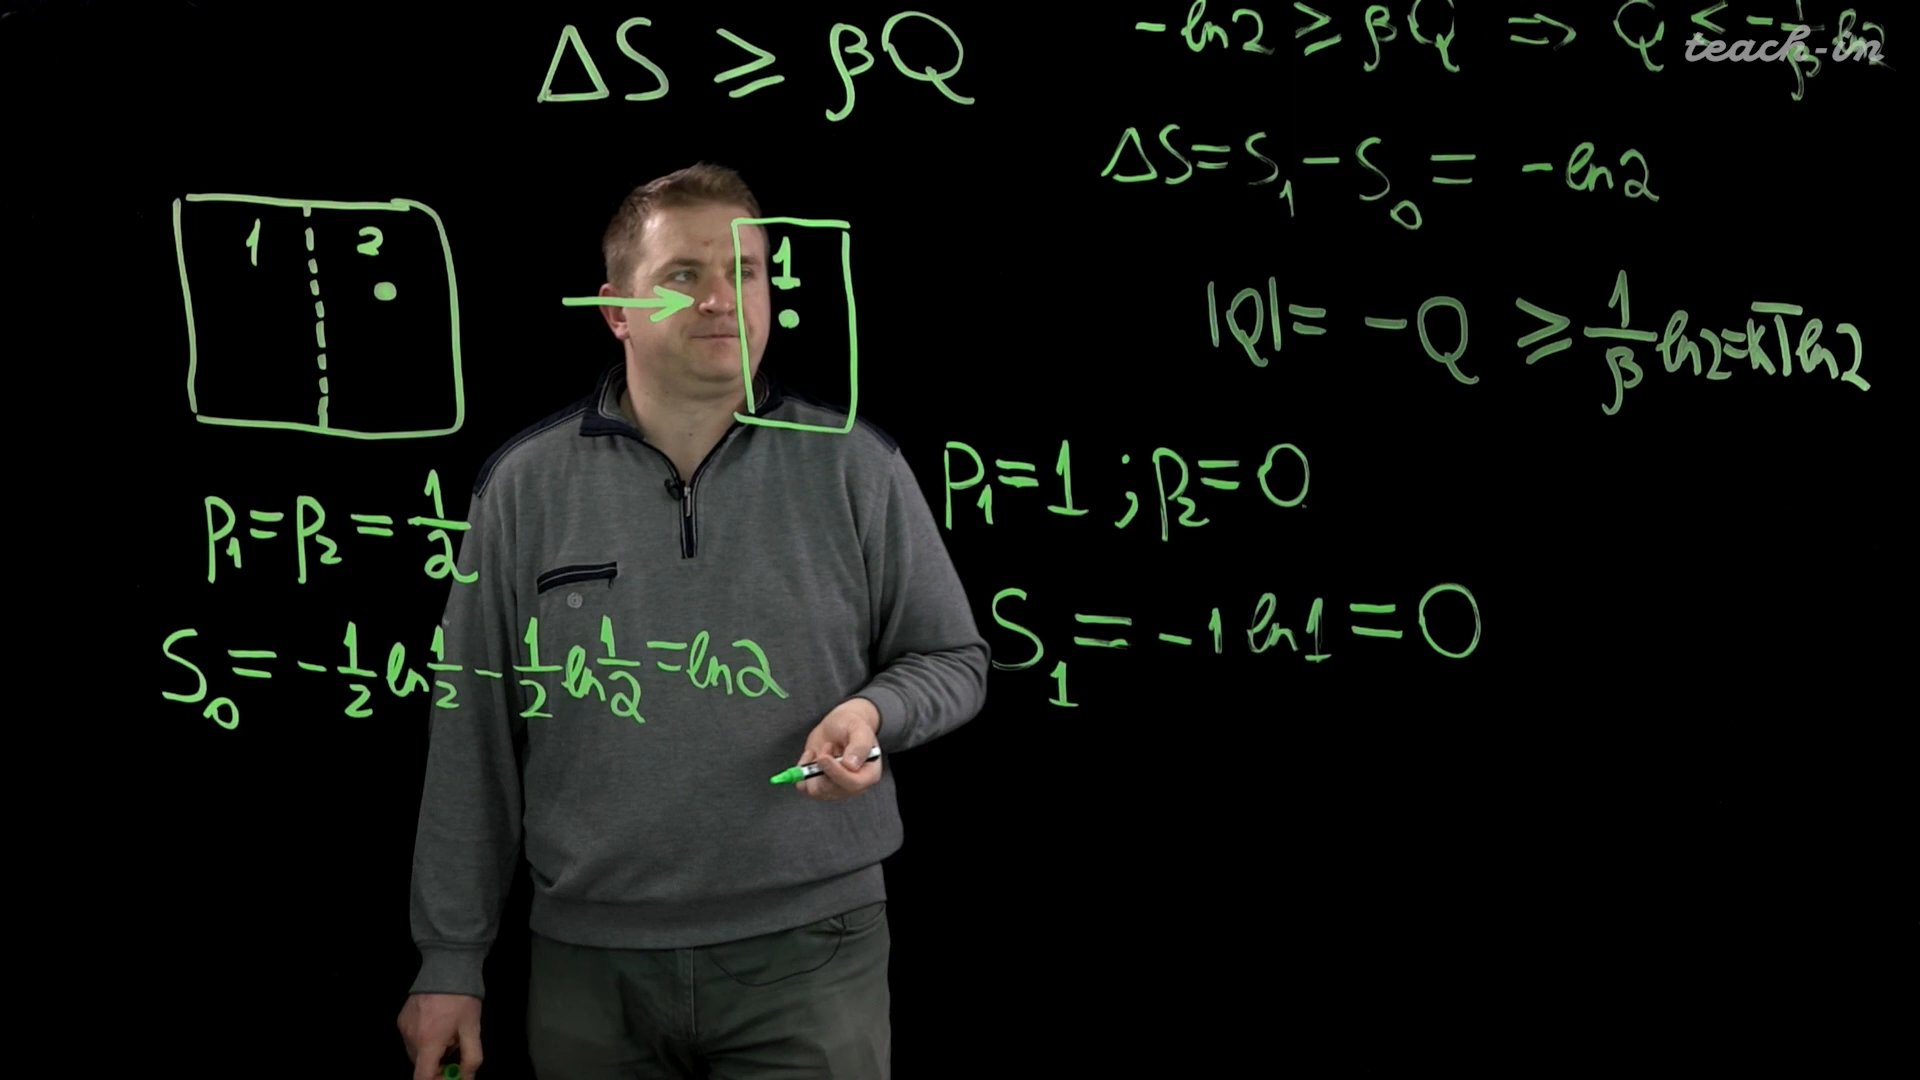 ΔS ≥ βQ
-ln2 ≥ βQ ⇒ Q ≤ -1/β ln2
teach-in
ΔS = S₁ - S₀ = -ln2
1 2
1
|Q| = -Q ≥ 1/β ln2 = kT ln2
p₁ = p₂ = 1/2
p₁ = 1 ; p₂ = 0
S₀ = -1/2 ln 1/2 - 1/2 ln 1/2 = ln2
S₁ = -1 ln1 = 0